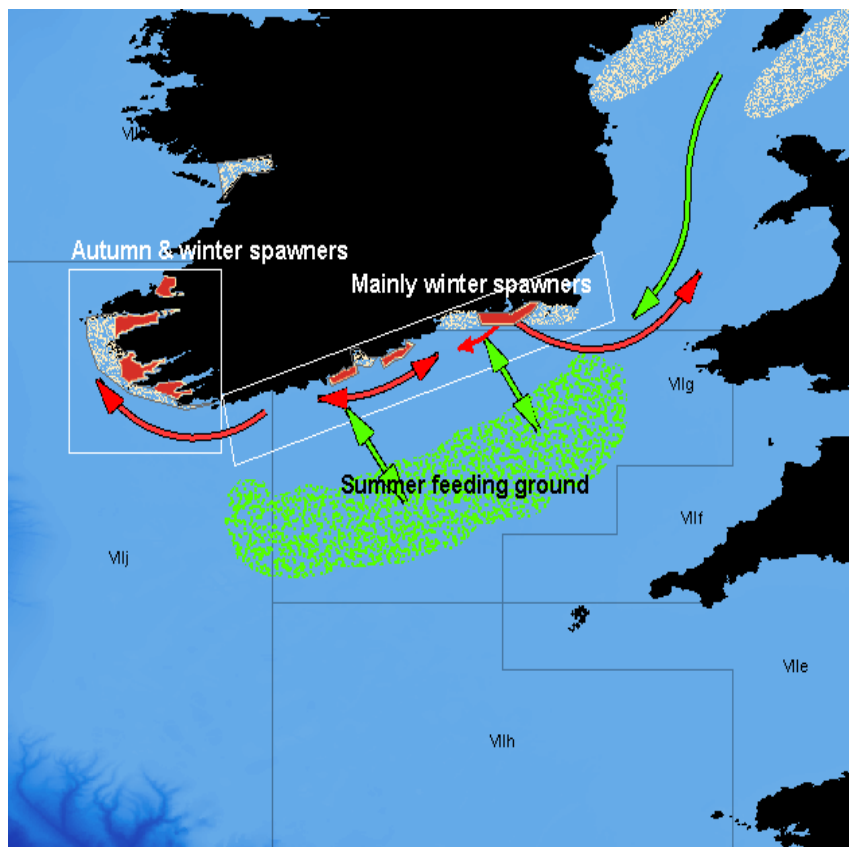 Autumn & winter spawners
Mainly winter spawners
VIIg
Summer feeding ground
VIIf
VIIj
VIIe
VIIh